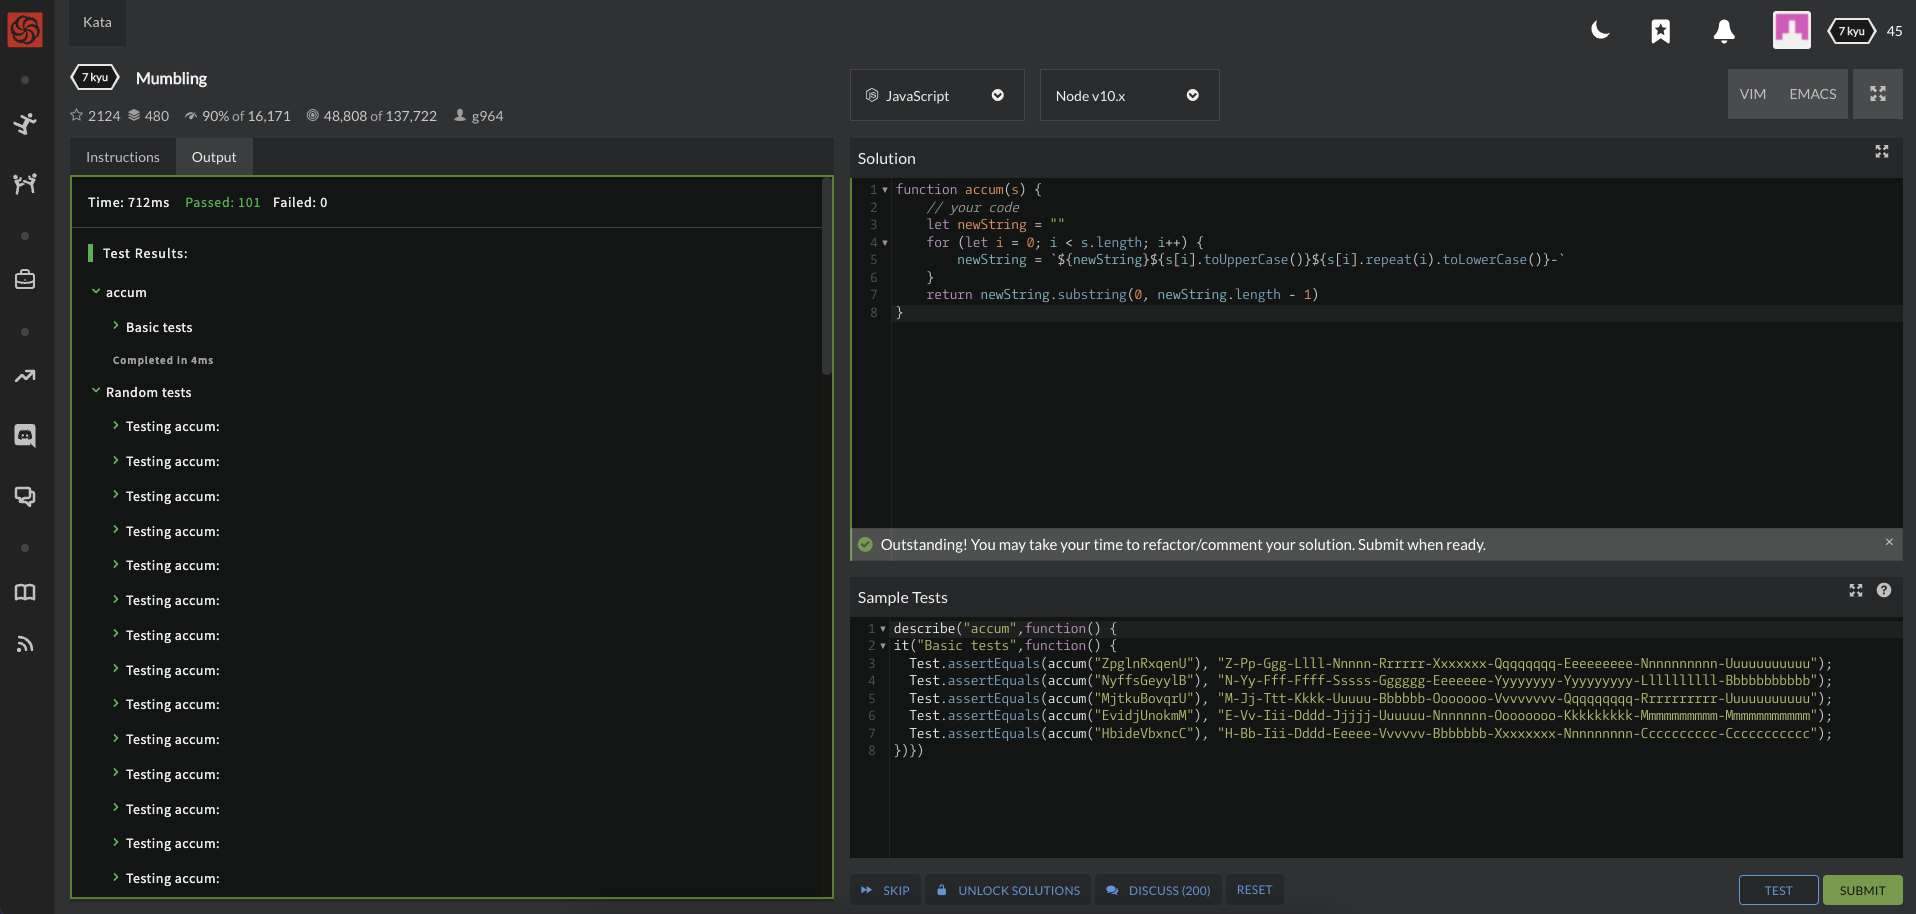 Kata
7 kyu
45
7 kyu
Mumbling
2124
480
90% of 16,171
48,808 of 137,722
g964
JavaScript
Node v10.x
VIM
EMACS
Instructions
Output
Time: 712ms
Passed: 101
Failed: 0
Test Results:
accum
Basic tests
Completed in 4ms
Random tests
Testing accum:
Testing accum:
Testing accum:
Testing accum:
Testing accum:
Testing accum:
Testing accum:
Testing accum:
Testing accum:
Testing accum:
Testing accum:
Testing accum:
Testing accum:
Testing accum:
Solution
1 function accum(s) {
2 // your code
3 let newString = ""
4 for (let i = 0; i < s.length; i++) {
5 newString = `${newString}${s[i].toUpperCase()}${s[i].repeat(i).toLowerCase()}-`
6 }
7 return newString.substring(0, newString.length - 1)
8 }
Outstanding! You may take your time to refactor/comment your solution. Submit when ready.
×
Sample Tests
1 describe("accum",function() {
2 it("Basic tests",function() {
3 Test.assertEquals(accum("ZpglnRxqenU"), "Z-Pp-Ggg-Llll-Nnnnn-Rrrrrr-Xxxxxxx-Qqqqqqqq-Eeeeeeeee-Nnnnnnnnnn-Uuuuuuuuuuu");
4 Test.assertEquals(accum("NyffsGeyylB"), "N-Yy-Fff-Ffff-Sssss-Gggggg-Eeeeeee-Yyyyyyyy-Yyyyyyyyy-Llllllllll-Bbbbbbbbbbb");
5 Test.assertEquals(accum("MjtkuBovqrU"), "M-Jj-Ttt-Kkkk-Uuuuu-Bbbbbb-Ooooooo-Vvvvvvvv-Qqqqqqqqq-Rrrrrrrrrr-Uuuuuuuuuuu");
6 Test.assertEquals(accum("EvidjUnokmM"), "E-Vv-Iii-Dddd-Jjjjj-Uuuuuu-Nnnnnnn-Oooooooo-Kkkkkkkkk-Mmmmmmmmmm-Mmmmmmmmmmm");
7 Test.assertEquals(accum("HbideVbxncC"), "H-Bb-Iii-Dddd-Eeeee-Vvvvvv-Bbbbbbb-Xxxxxxxx-Nnnnnnnnn-Cccccccccc-Ccccccccccc");
8 })})
SKIP
UNLOCK SOLUTIONS
DISCUSS (200)
RESET
TEST
SUBMIT